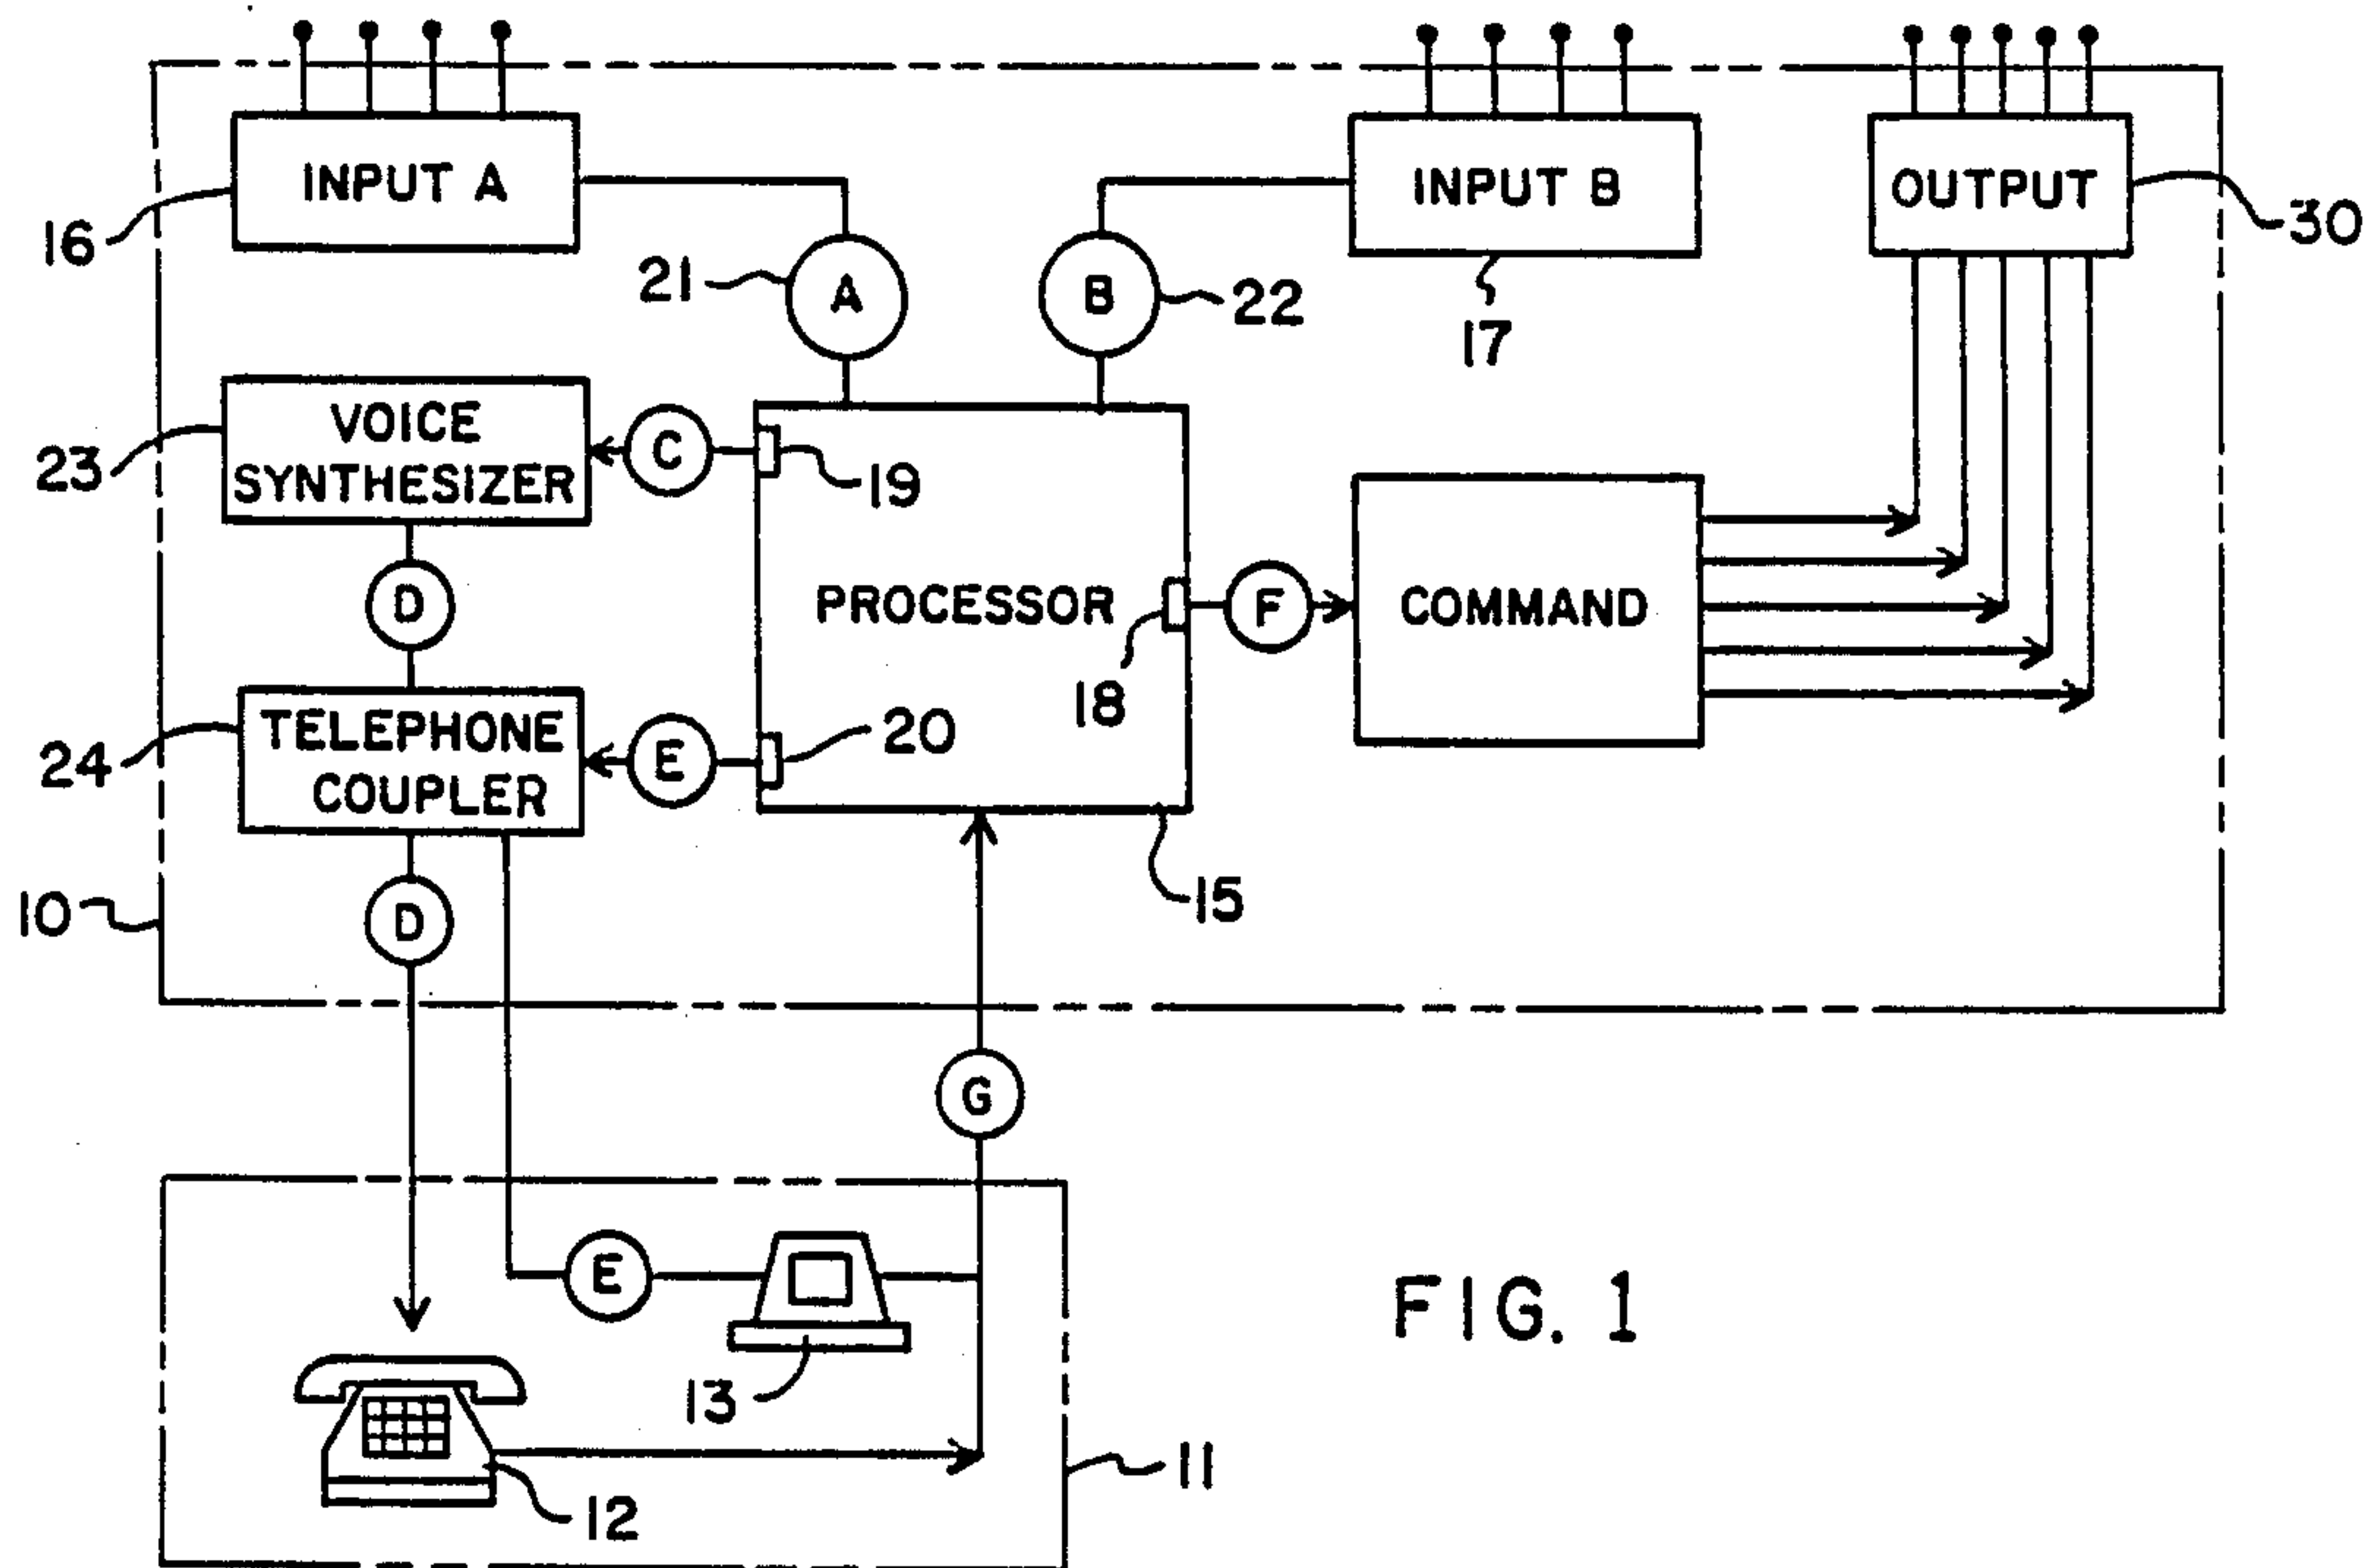 INPUT A
INPUT B
OUTPUT
16
30
21
A
B
22
17
VOICE
SYNTHESIZER
23
C
19
D
PROCESSOR
18
F
COMMAND
TELEPHONE
COUPLER
24
E
20
D
10
15
G
E
13
FIG. 1
11
12